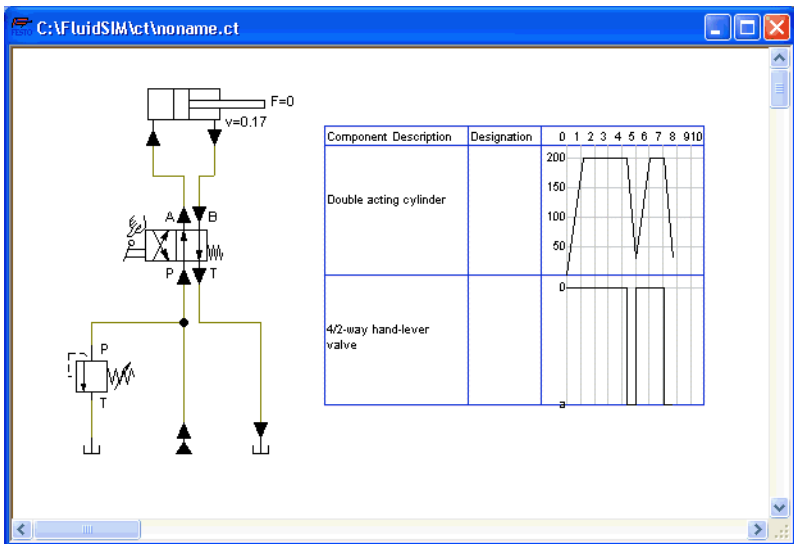 FESTO C:\FluidSIM\ct\noname.ct
F=0
v=0.17
A B
P T
P
T
Component Description Designation 0 1 2 3 4 5 6 7 8 910
Double acting cylinder
200
150
100
50
4/2-way hand-lever
valve
0
a